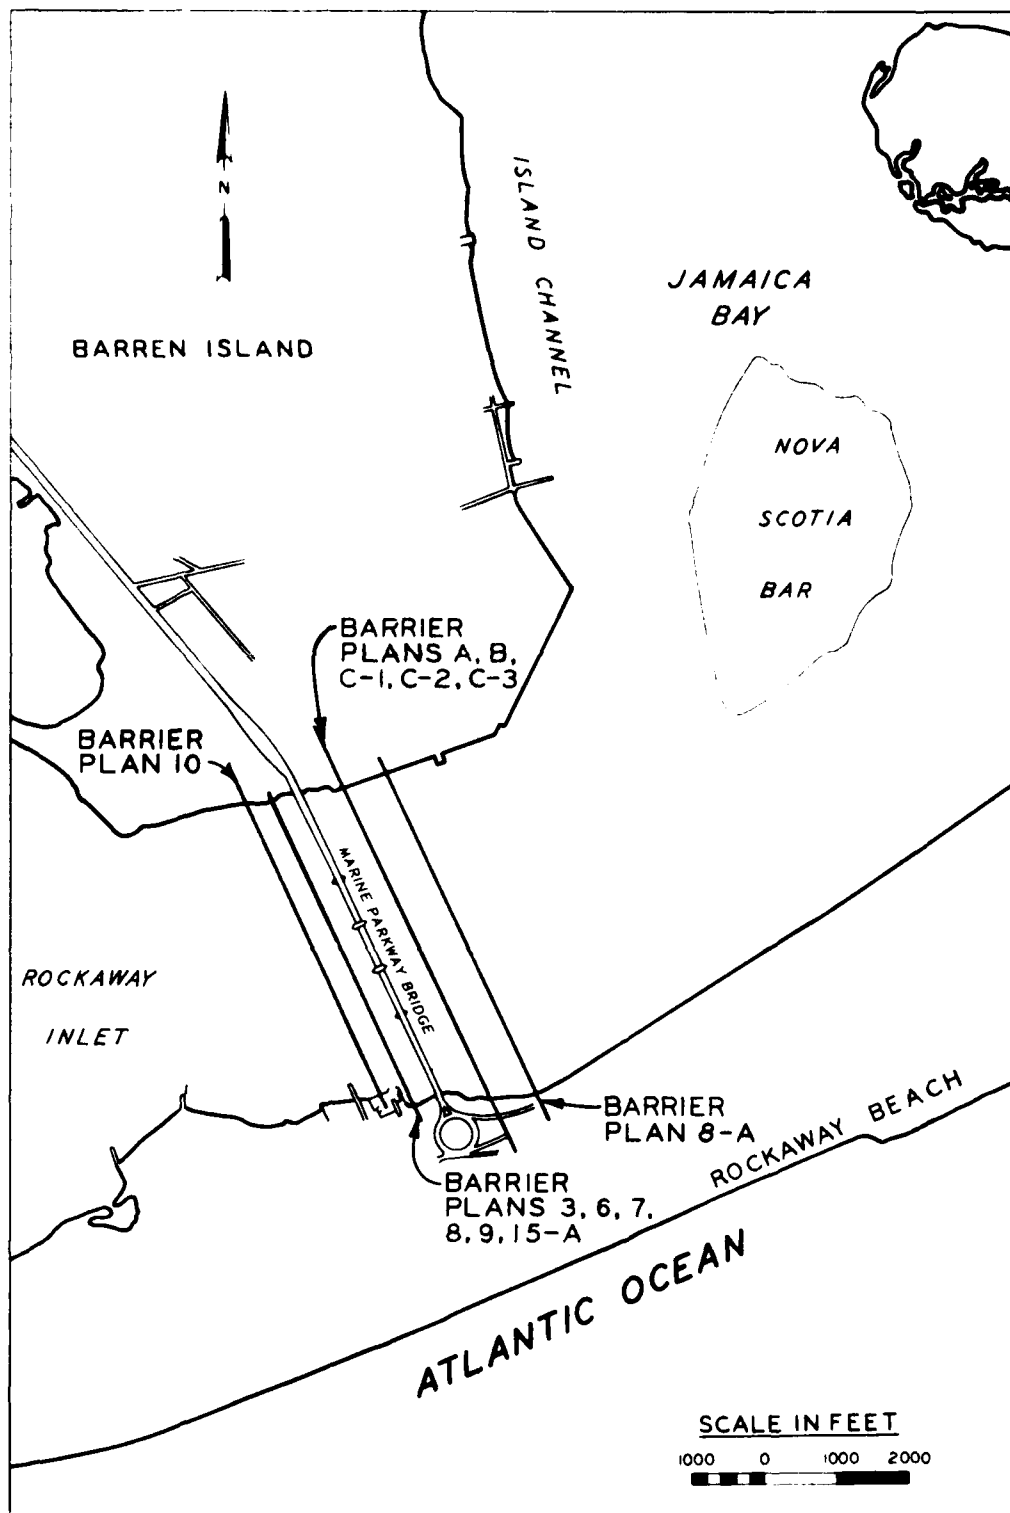 N
ISLAND CHANNEL
JAMAICA
BAY
BARREN ISLAND
NOVA
SCOTIA
BAR
BARRIER
PLANS A, B,
C-1, C-2, C-3
BARRIER
PLAN 10
MARINE PARKWAY BRIDGE
ROCKAWAY
INLET
BARRIER
PLAN 8-A
ROCKAWAY BEACH
BARRIER
PLANS 3, 6, 7,
8, 9, 15-A
ATLANTIC OCEAN
SCALE IN FEET
1000 0 1000 2000